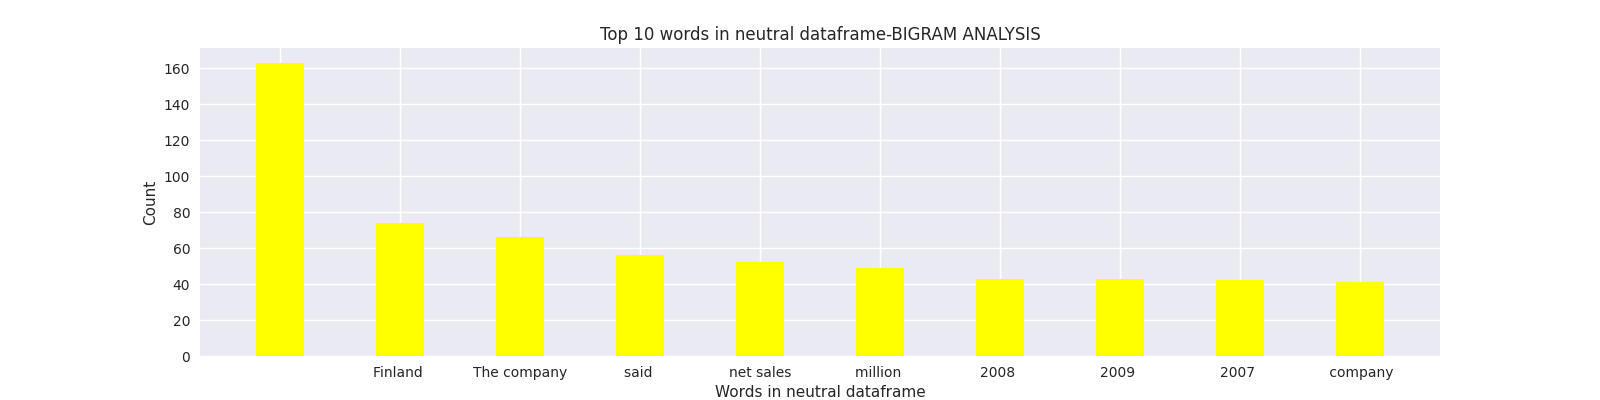 Top 10 words in neutral dataframe-BIGRAM ANALYSIS
160
140
120
100
80
60
40
20
0
Count
Finland The company said net sales million 2008 2009 2007 company
Words in neutral dataframe